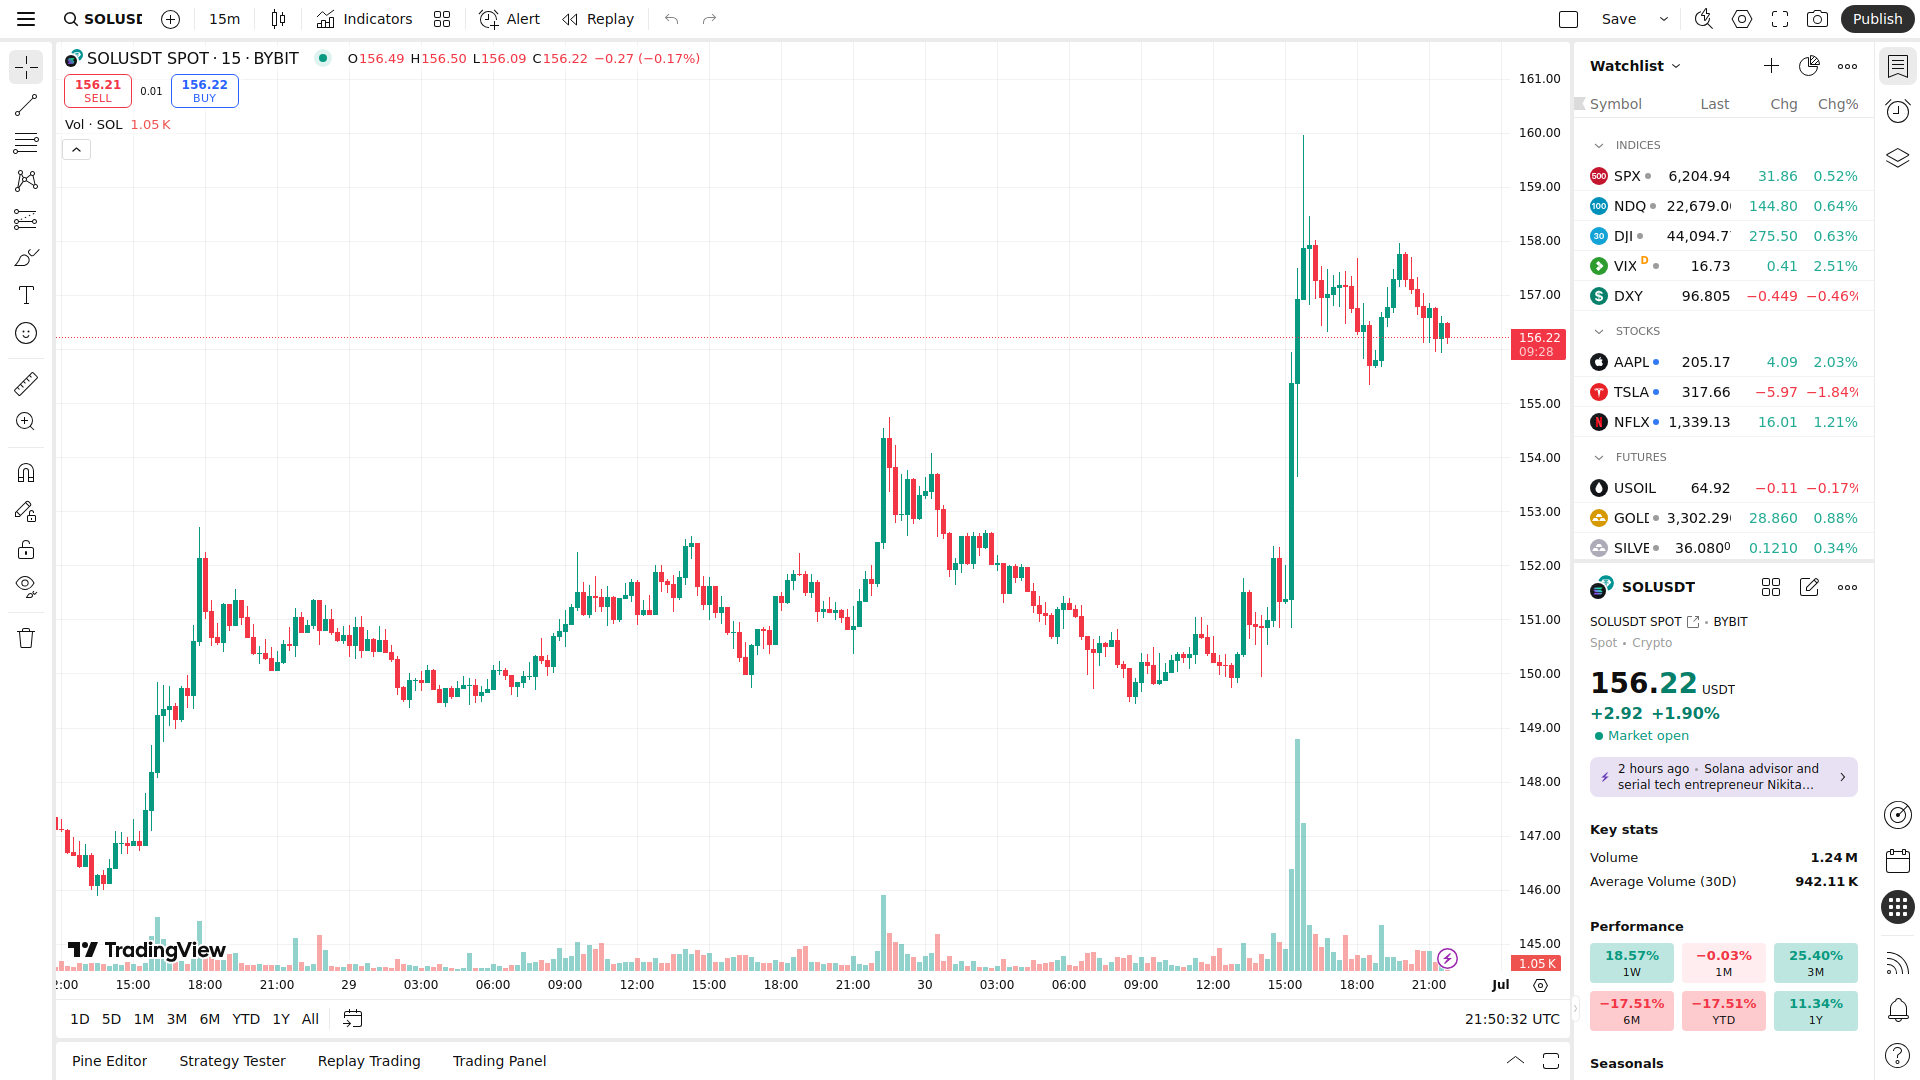 SOLUSD
15m
Indicators
Alert
Replay
Save
Publish
SOLUSDT SPOT · 15 · BYBIT
O156.49 H156.50 L156.09 C156.22 −0.27 (−0.17%)
156.21
SELL
0.01
156.22
BUY
Vol · SOL 1.05 K
161.00
160.00
159.00
158.00
157.00
156.22
09:28
155.00
154.00
153.00
152.00
151.00
150.00
149.00
148.00
147.00
146.00
145.00
1.05 K
TradingView
2:00 15:00 18:00 21:00 29 03:00 06:00 09:00 12:00 15:00 18:00 21:00 30 03:00 06:00 09:00 12:00 15:00 18:00 21:00 Jul
1D 5D 1M 3M 6M YTD 1Y All
21:50:32 UTC
Pine Editor Strategy Tester Replay Trading Trading Panel
Watchlist
Symbol Last Chg Chg%
INDICES
500 SPX 6,204.94 31.86 0.52%
100 NDQ 22,679.0 144.80 0.64%
30 DJI 44,094.7 275.50 0.63%
VIX D 16.73 0.41 2.51%
DXY 96.805 −0.449 −0.46%
STOCKS
AAPL 205.17 4.09 2.03%
TSLA 317.66 −5.97 −1.84%
NFLX 1,339.13 16.01 1.21%
FUTURES
USOIL 64.92 −0.11 −0.17%
GOLD 3,302.29 28.860 0.88%
SILVE 36.0800 0.1210 0.34%
SOLUSDT
SOLUSDT SPOT • BYBIT
Spot • Crypto
156.22 USDT
+2.92 +1.90%
Market open
2 hours ago • Solana advisor and
serial tech entrepreneur Nikita…
Key stats
Volume 1.24 M
Average Volume (30D) 942.11 K
Performance
18.57%
1W
−0.03%
1M
25.40%
3M
−17.51%
6M
−17.51%
YTD
11.34%
1Y
Seasonals